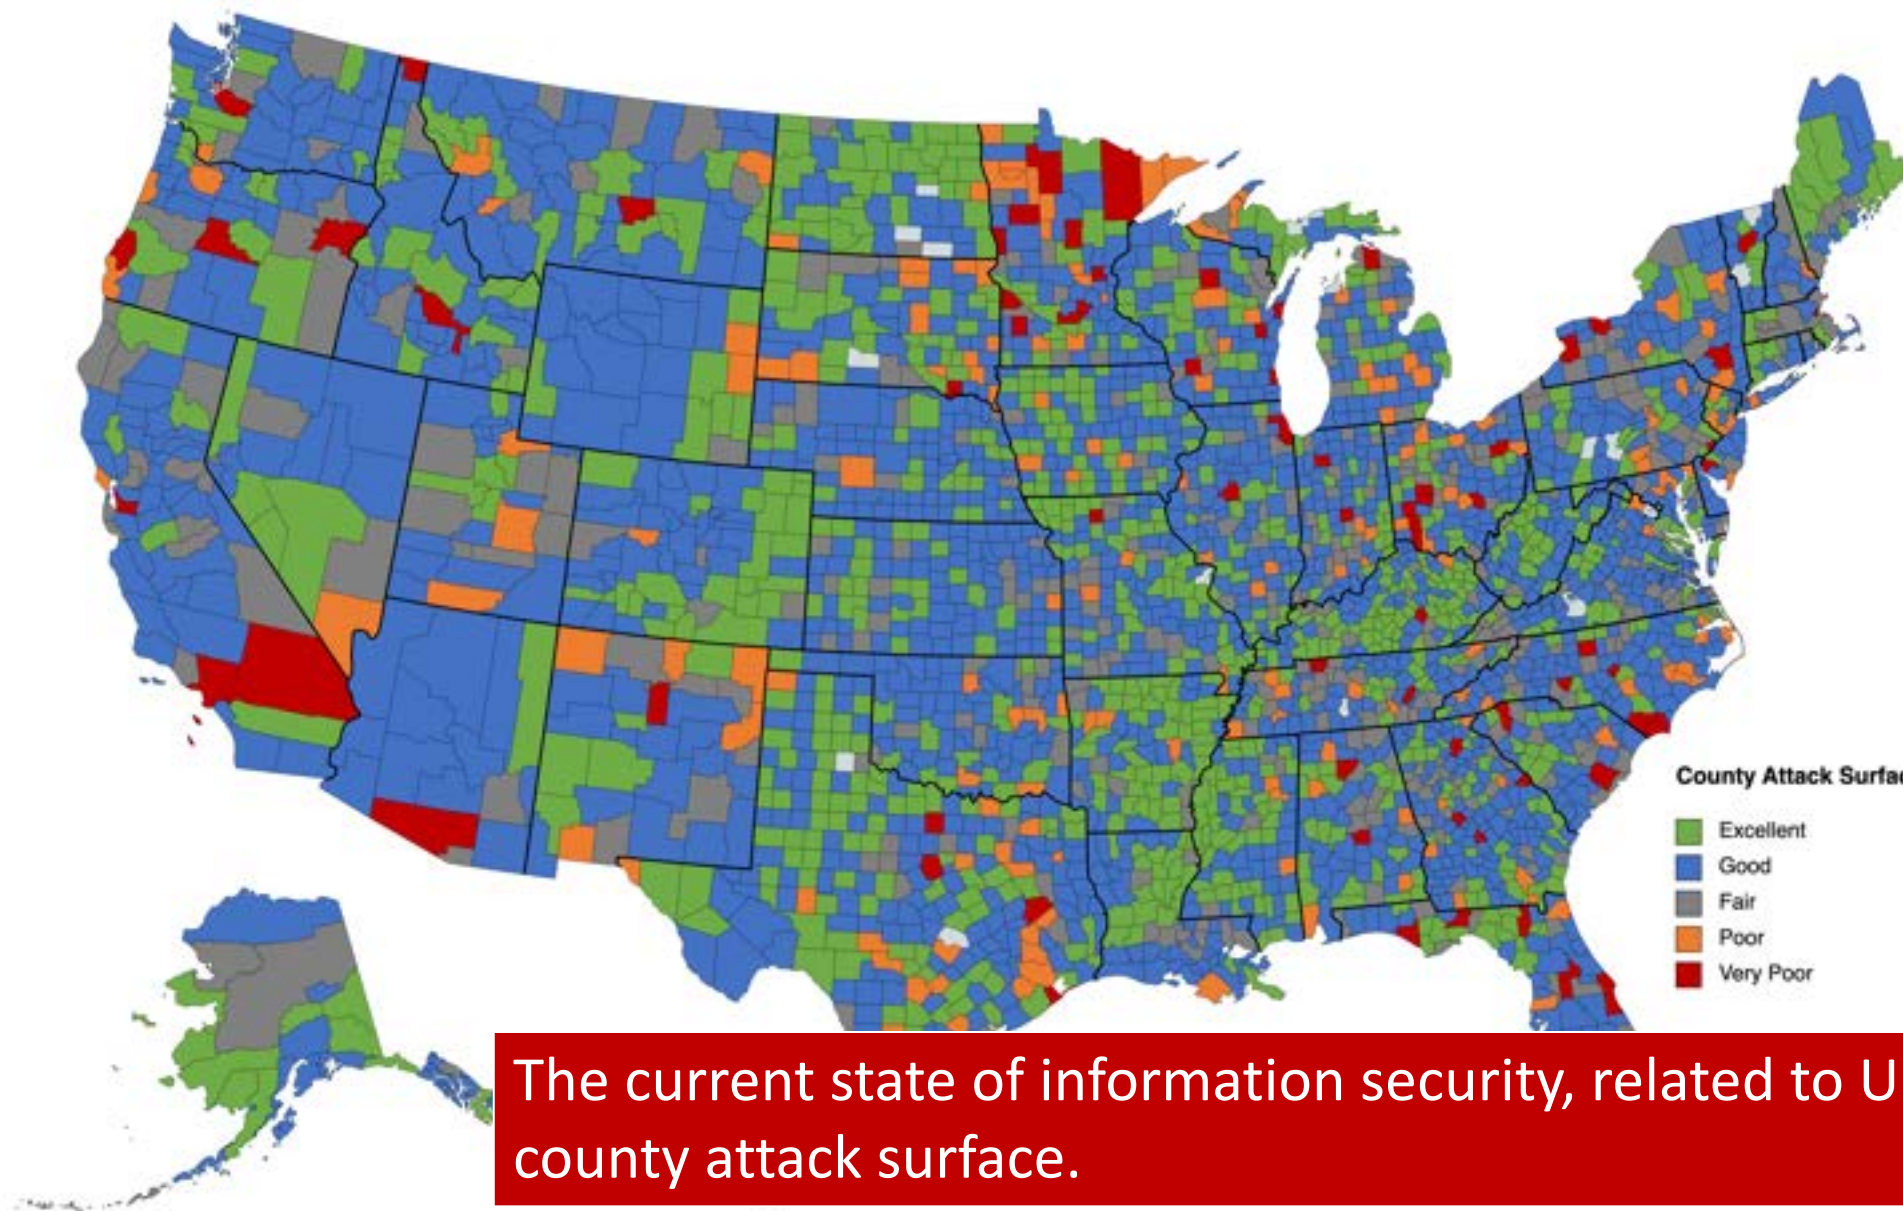 County Attack Surfac
Excellent
Good
Fair
Poor
Very Poor
The current state of information security, related to U
county attack surface.